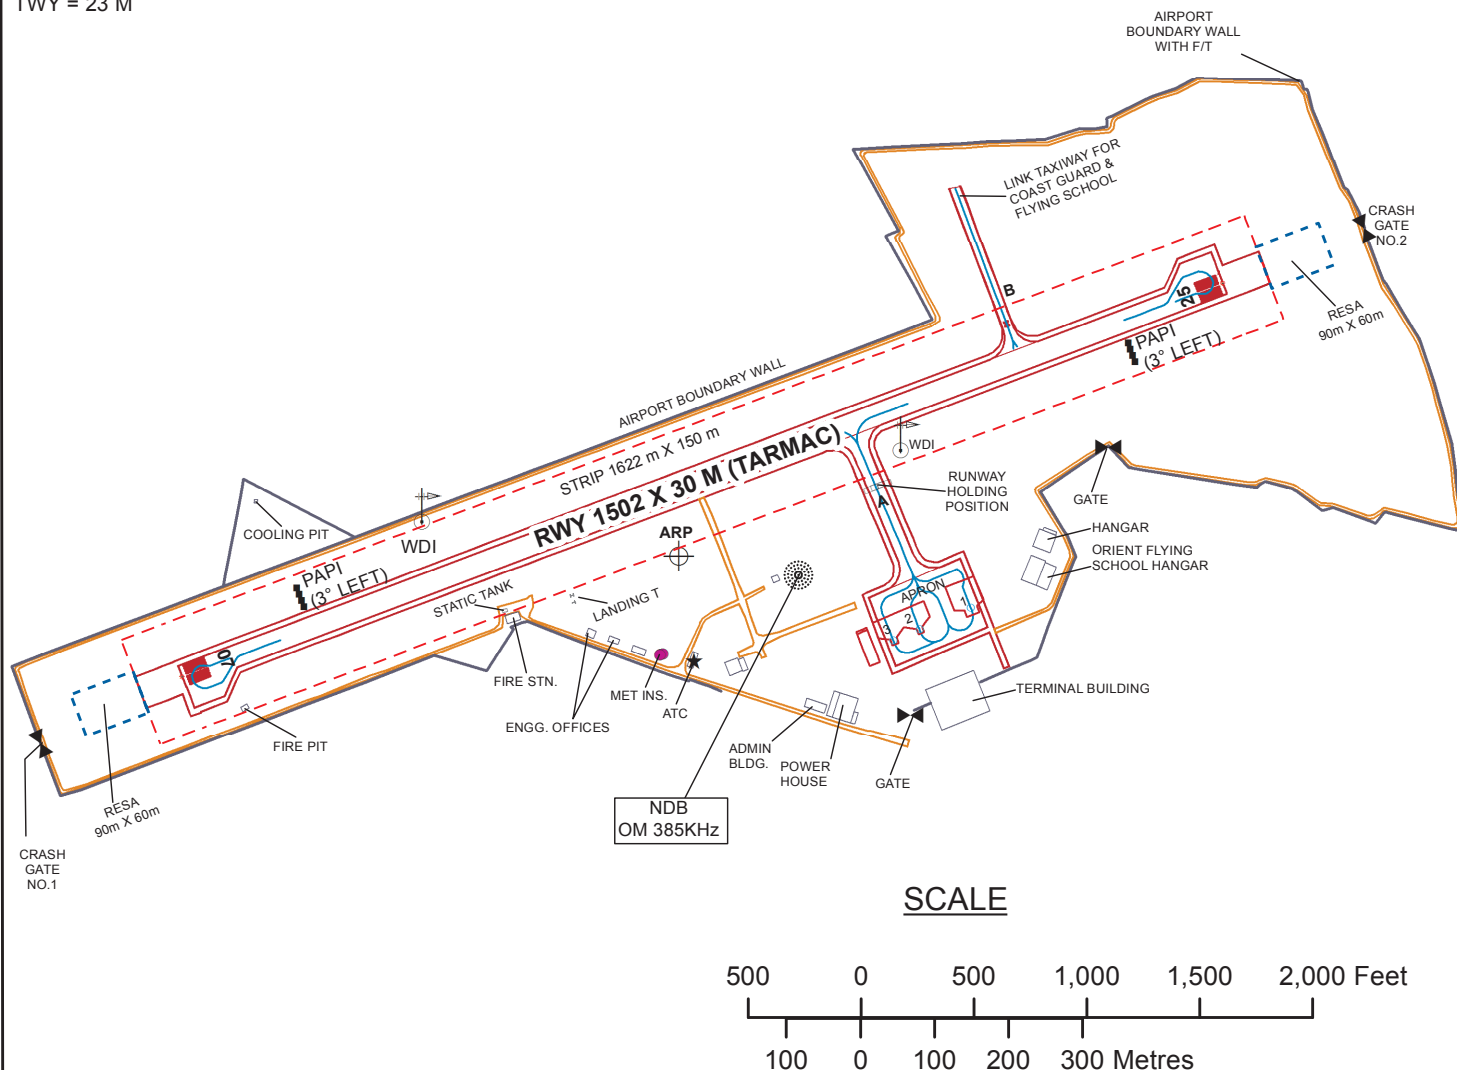 TWY = 23 M
AIRPORT
BOUNDARY WALL
WITH F/T
LINK TAXIWAY FOR
COAST GUARD &
FLYING SCHOOL
CRASH
GATE
NO.2
B
25
RESA
90m X 60m
PAPI
(3° LEFT)
AIRPORT BOUNDARY WALL
STRIP 1622 m X 150 m
RWY 1502 X 30 M (TARMAC)
WDI
RUNWAY
HOLDING
POSITION
A
GATE
HANGAR
ORIENT FLYING
SCHOOL HANGAR
COOLING PIT
WDI
ARP
PAPI
(3° LEFT)
STATIC TANK
LANDING T
APRON
1
2
3
07
FIRE STN.
MET INS.
ATC
ENGG. OFFICES
TERMINAL BUILDING
FIRE PIT
ADMIN
BLDG.
POWER
HOUSE
GATE
RESA
90m X 60m
NDB
OM 385KHz
CRASH
GATE
NO.1
SCALE
500 0 500 1,000 1,500 2,000 Feet
100 0 100 200 300 Metres